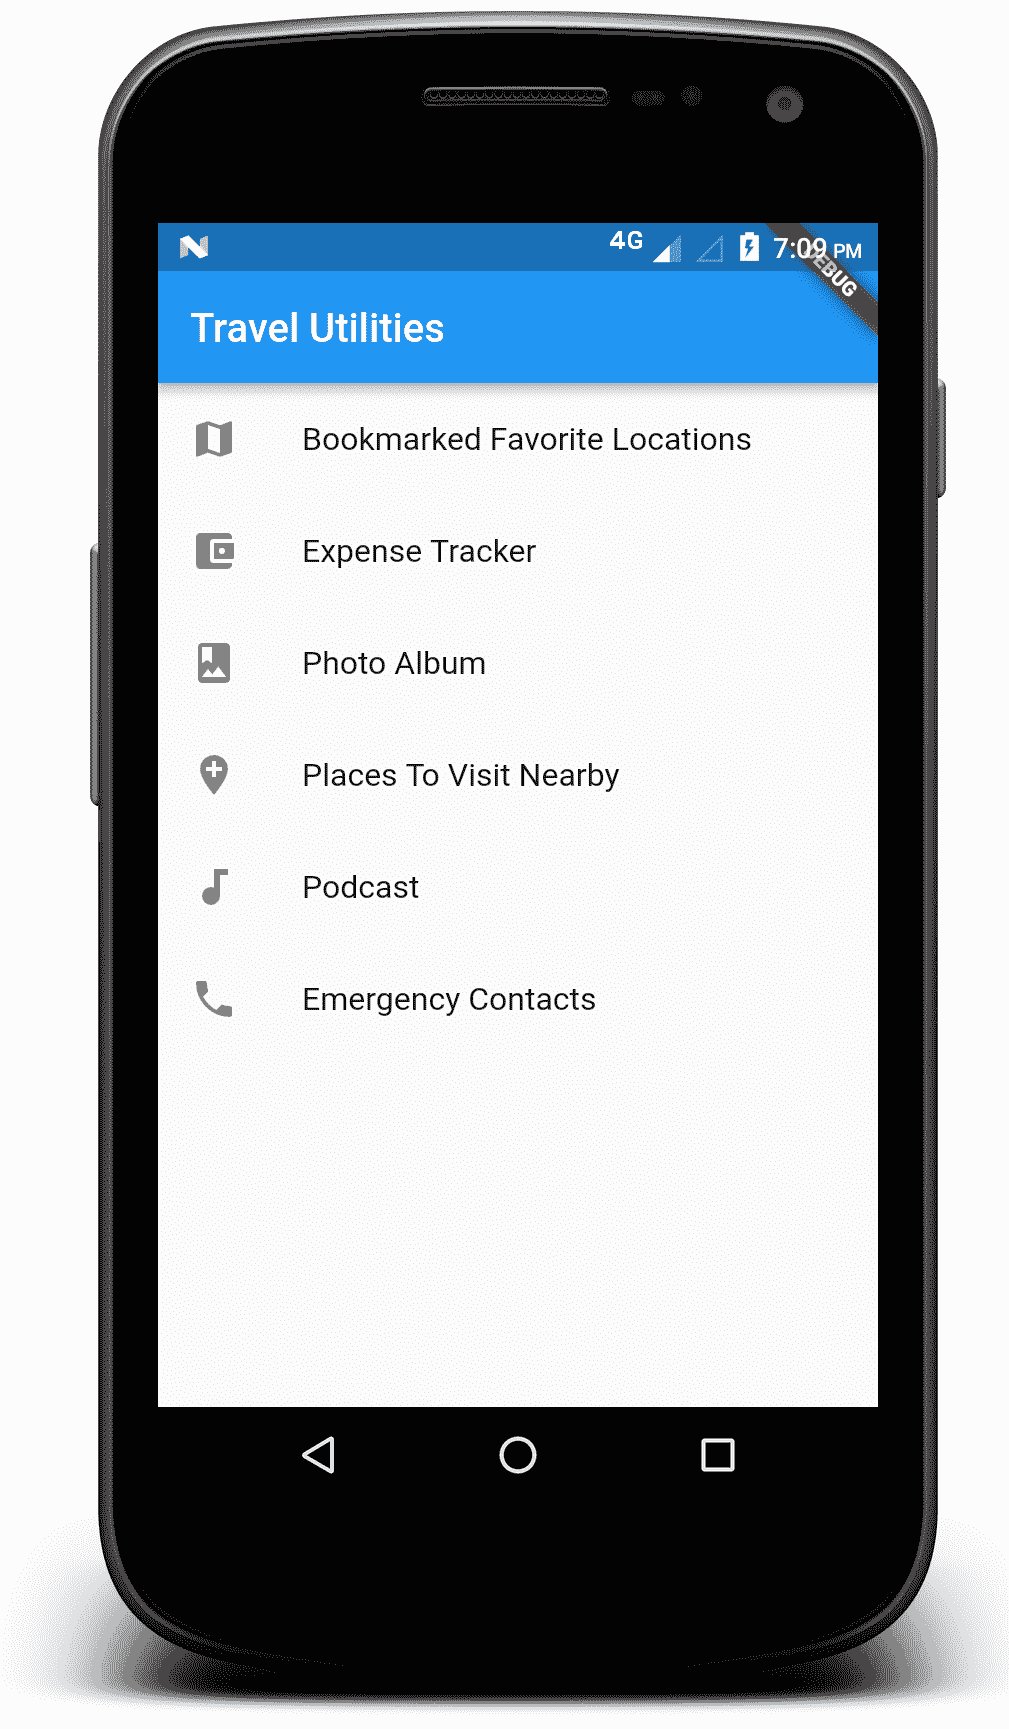 4G 7:09 PM
DEBUG
Travel Utilities
Bookmarked Favorite Locations
Expense Tracker
Photo Album
Places To Visit Nearby
Podcast
Emergency Contacts